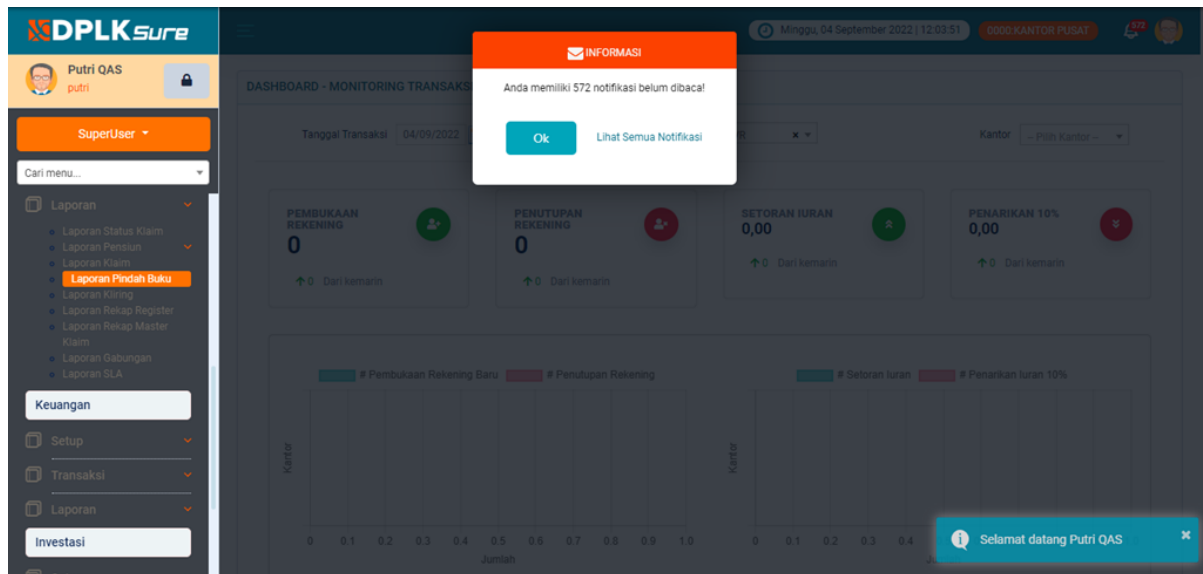 DPLKSure
Putri QAS
putri
SuperUser
Cari menu...
Laporan
Laporan Status Klaim
Laporan Pensiun
Laporan Klaim
Laporan Pindah Buku
Laporan Kliring
Laporan Rekap Register
Laporan Rekap Master
Klaim
Laporan Gabungan
Laporan SLA
Keuangan
Setup
Transaksi
Laporan
Investasi
Minggu, 04 September 2022 | 12:03:51
0000:KANTOR PUSAT
572
INFORMASI
Anda memiliki 572 notifikasi belum dibaca!
Ok
Lihat Semua Notifikasi
DASHBOARD - MONITORING TRANSAKS
Tanggal Transaksi
04/09/2022
Kantor
-- Pilih Kantor --
PEMBUKAAN
REKENING
0
0 Dari kemarin
PENUTUPAN
REKENING
0
0 Dari kemarin
SETORAN IURAN
0,00
0 Dari kemarin
PENARIKAN 10%
0,00
0 Dari kemarin
# Pembukaan Rekening Baru # Penutupan Rekening
Kantor
0 0.1 0.2 0.3 0.4 0.5 0.6 0.7 0.8 0.9 1.0
Jumlah
# Setoran Iuran # Penarikan Iuran 10%
Kantor
0 0.1 0.2 0.3 0.4
Selamat datang Putri QAS